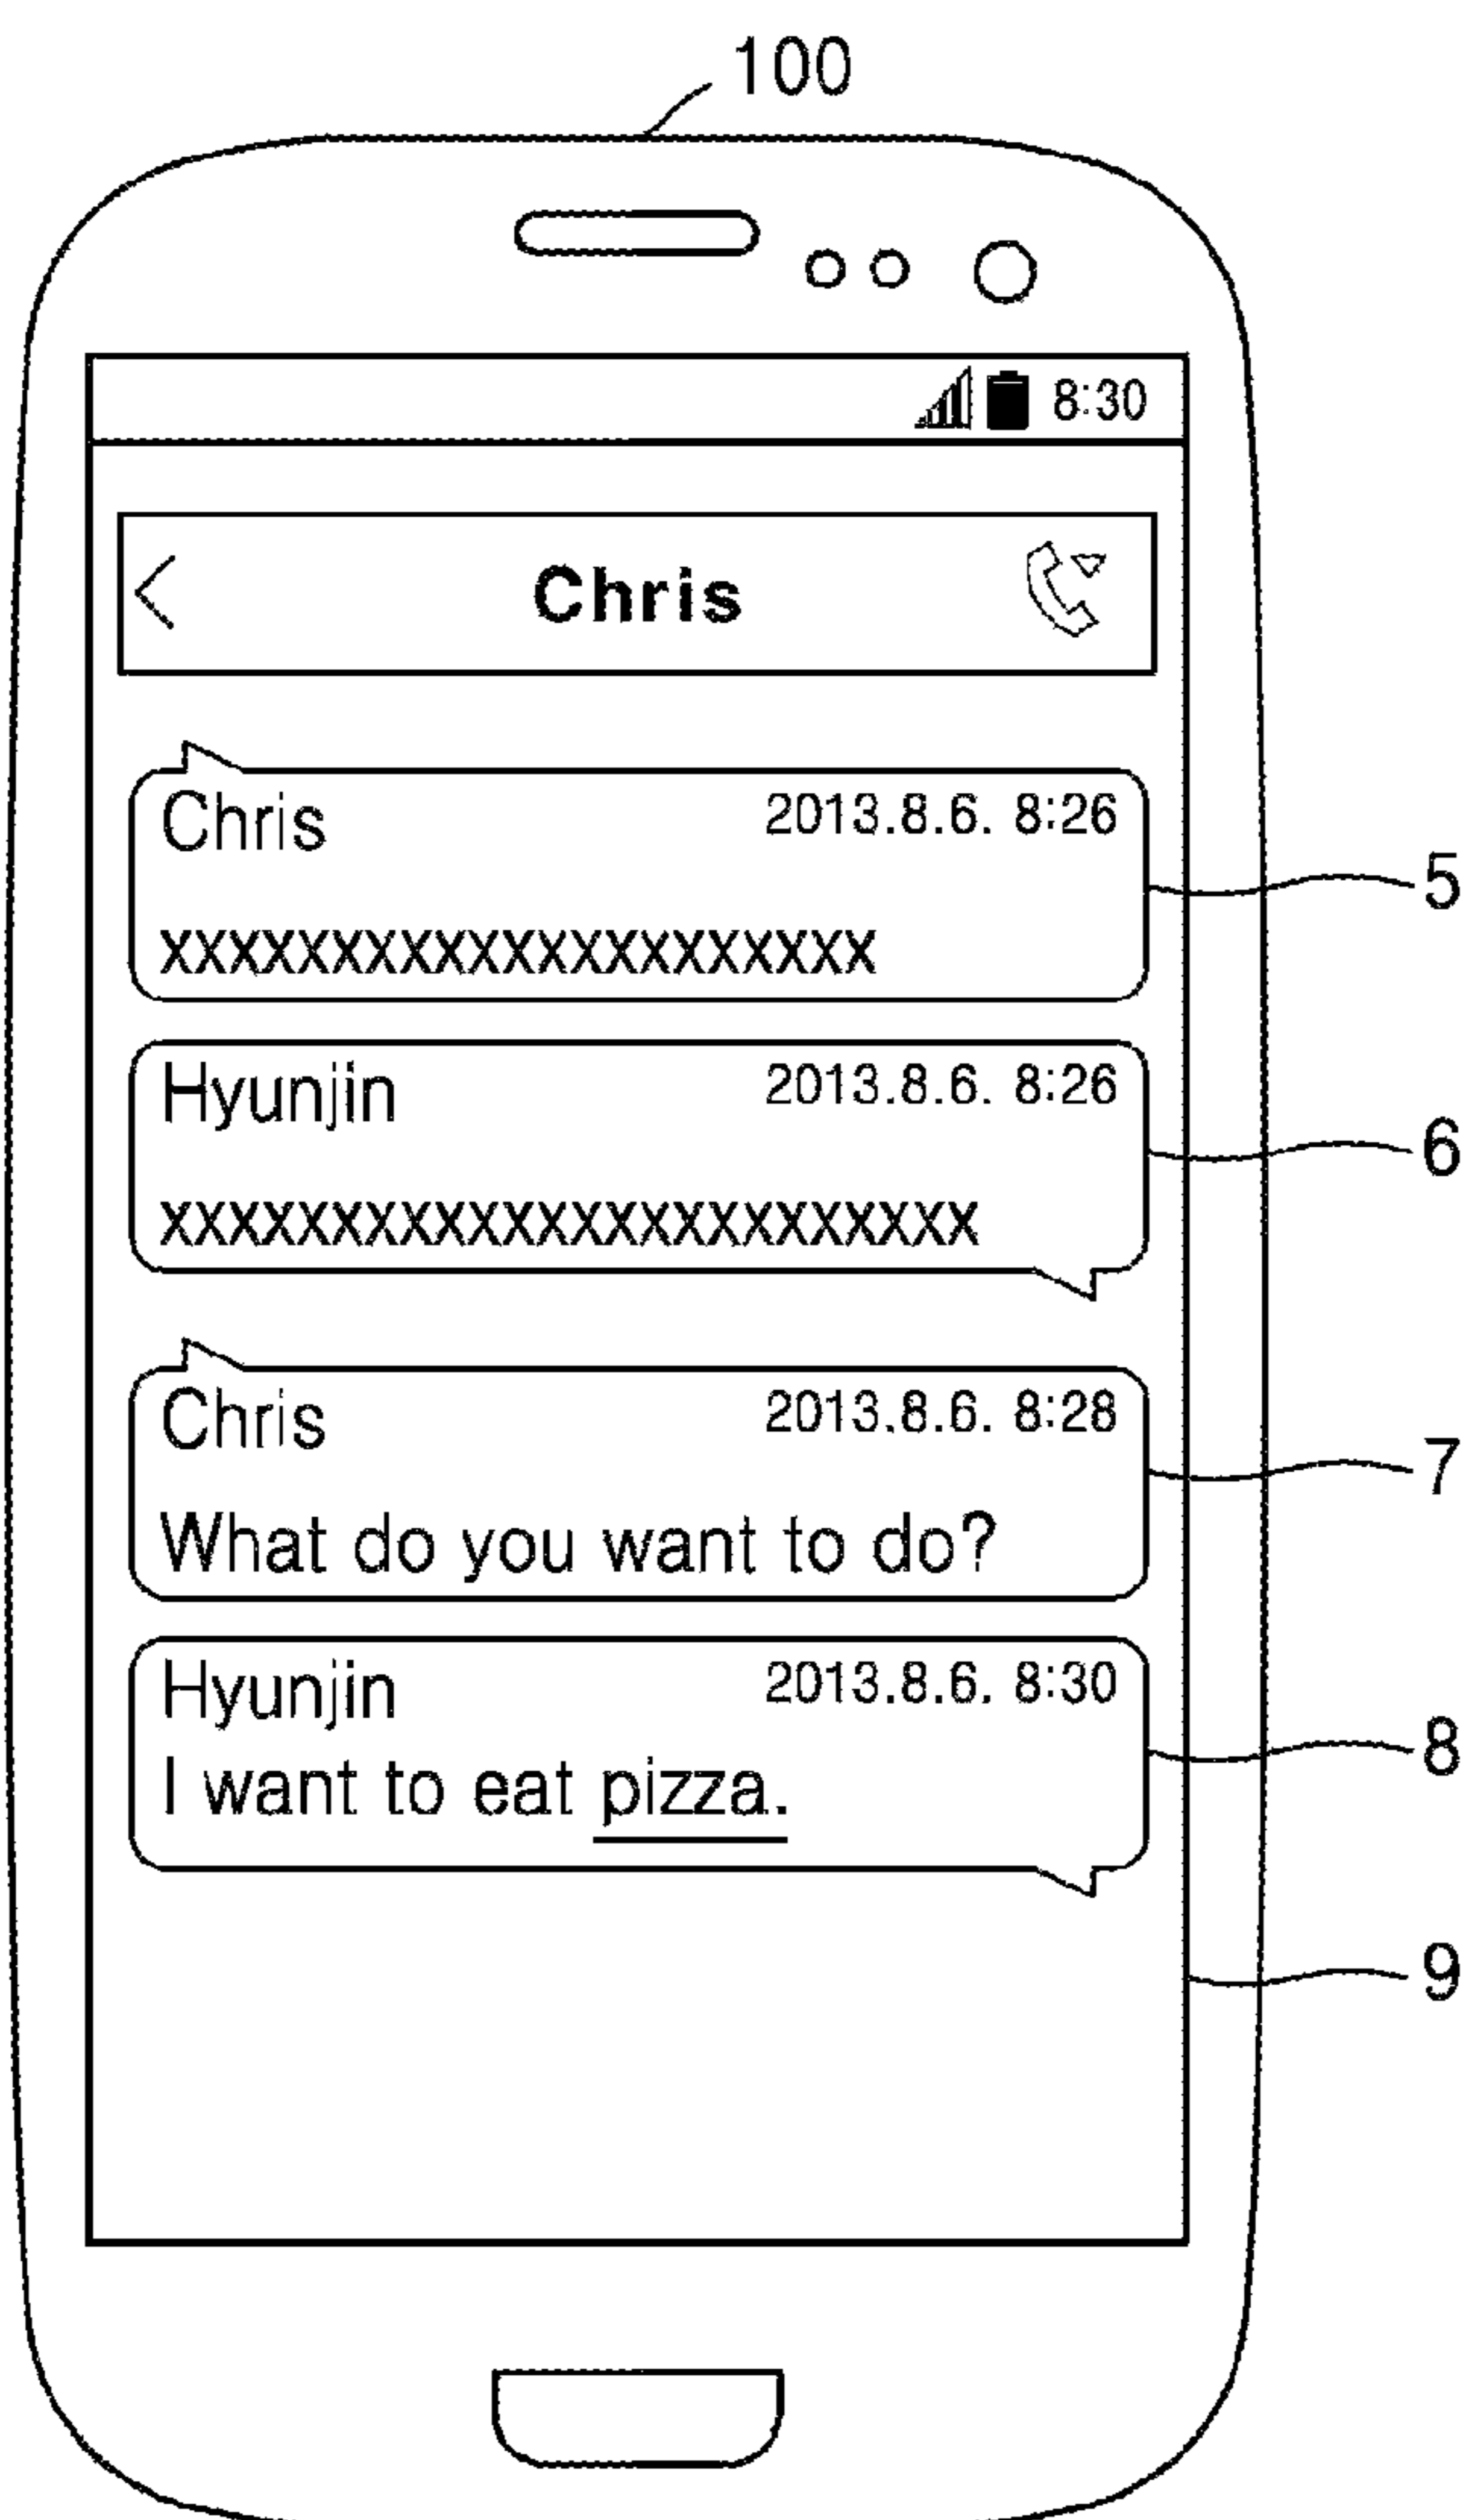 100
8:30
Chris
Chris 2013.8.6. 8:26
5
xxxxxxxxxxxxxxxxxxxxx
Hyunjin 2013.8.6. 8:26
6
xxxxxxxxxxxxxxxxxxxxxxxx
Chris 2013.8.6. 8:28
7
What do you want to do?
Hyunjin 2013.8.6. 8:30
8
I want to eat pizza.
9